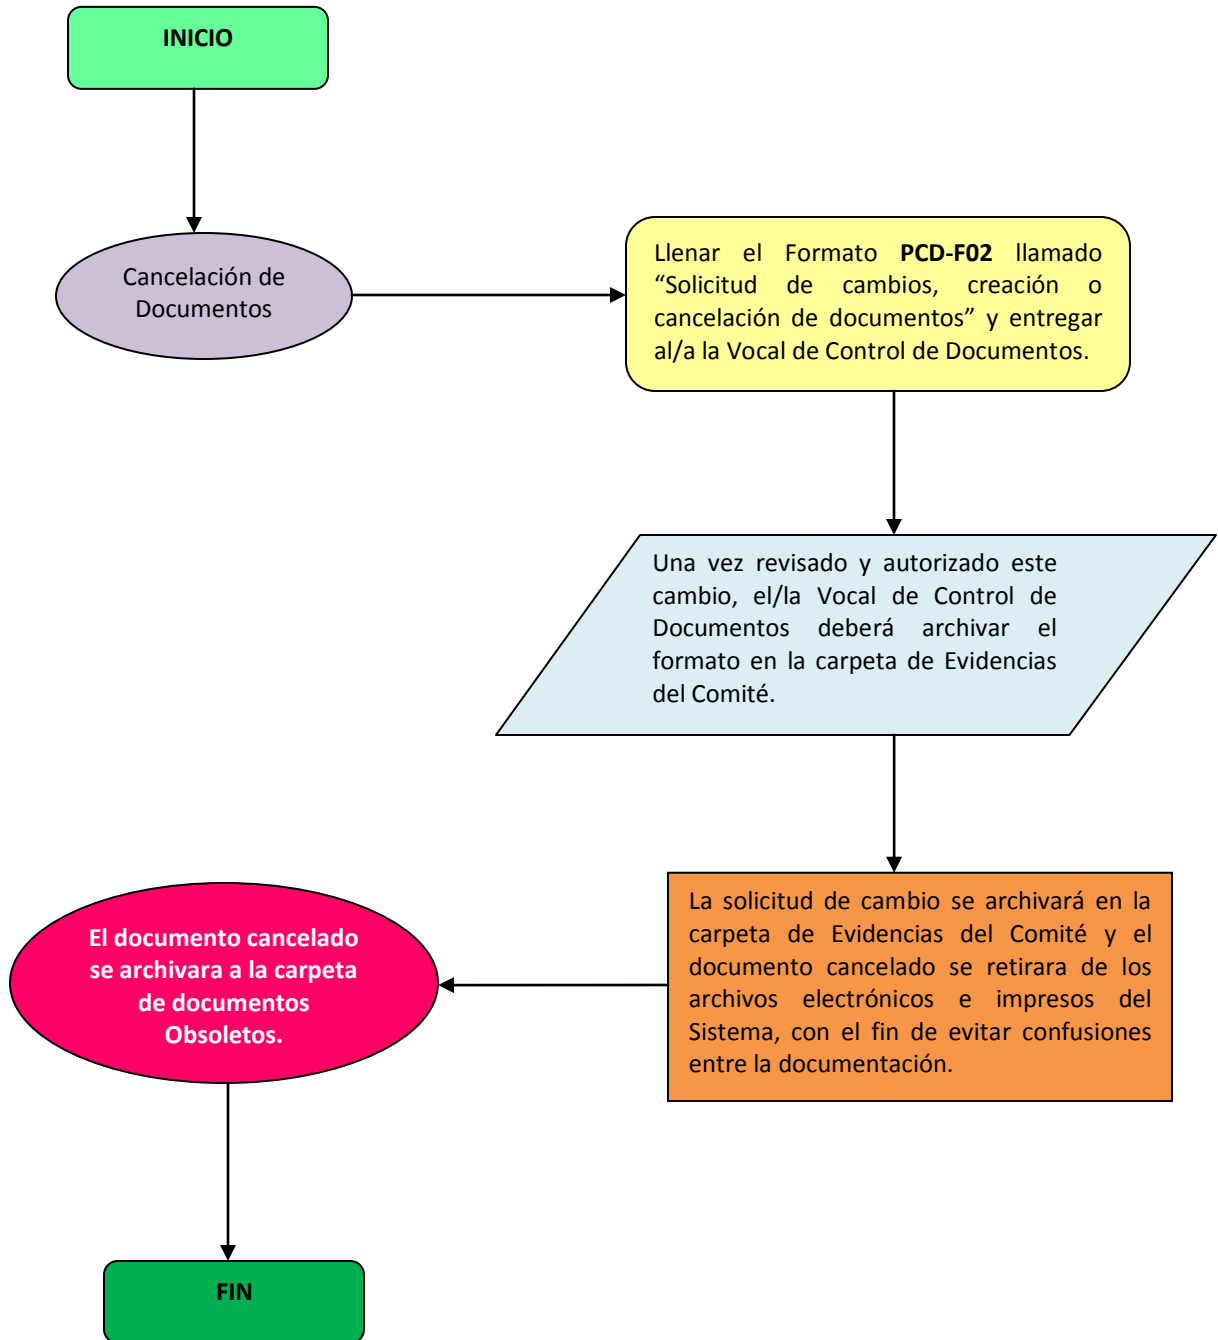 INICIO
Cancelación de
Documentos
Llenar el Formato PCD-F02 llamado
“Solicitud de cambios, creación o
cancelación de documentos” y entregar
al/a la Vocal de Control de Documentos.
Una vez revisado y autorizado este
cambio, el/la Vocal de Control de
Documentos deberá archivar el
formato en la carpeta de Evidencias
del Comité.
La solicitud de cambio se archivará en la
carpeta de Evidencias del Comité y el
documento cancelado se retirara de los
archivos electrónicos e impresos del
Sistema, con el fin de evitar confusiones
entre la documentación.
El documento cancelado
se archivara a la carpeta
de documentos
Obsoletos.
FIN